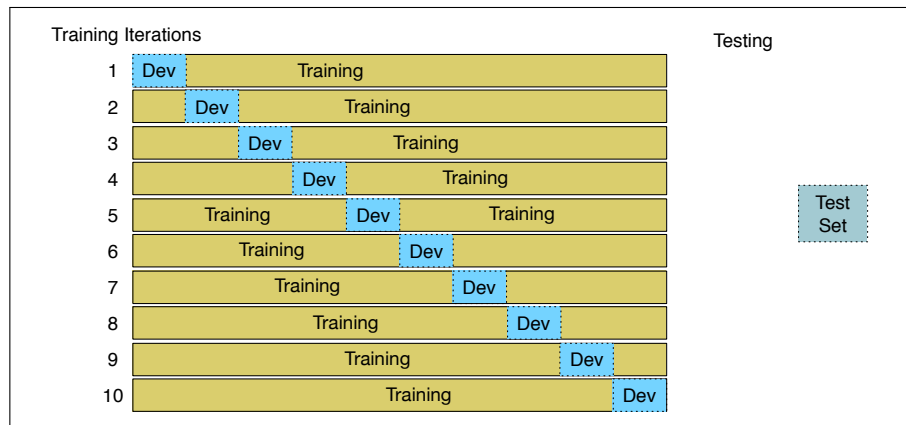 Training Iterations
Testing
1 Dev Training
2 Dev Training
3 Dev Training
4 Dev Training
5 Training Dev Training
6 Training Dev
7 Training Dev
8 Training Dev
9 Training Dev
10 Training Dev
Test
Set